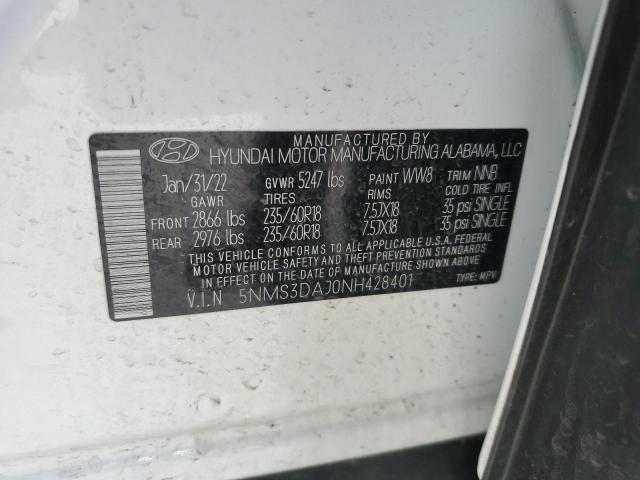 MANUFACTURED BY
HYUNDAI MOTOR MANUFACTURING ALABAMA, LLC
Jan/31/22 GVWR 5247 lbs PAINT WW8 TRIM NNB
GAWR TIRES RIMS COLD TIRE INFL
FRONT 2866 lbs 235/60R18 7.5JX18 35 psi SINGLE
REAR 2976 lbs 235/60R18 7.5JX18 35 psi SINGLE
THIS VEHICLE CONFORMS TO ALL APPLICABLE U.S.A. FEDERAL
MOTOR VEHICLE SAFETY AND THEFT PREVENTION STANDARDS
IN EFFECT ON THE DATE OF MANUFACTURE SHOWN ABOVE.
V.I.N 5NMS3DAJ0NH428401 TYPE: MPV